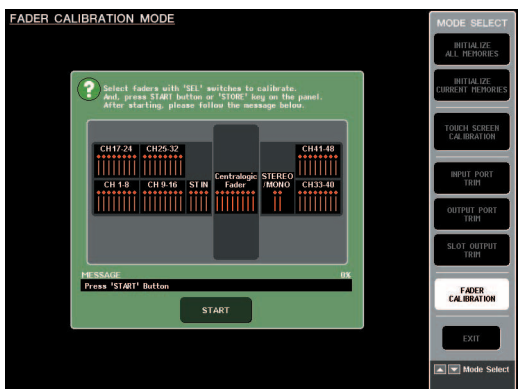 FADER CALIBRATION MODE
Select faders with 'SEL' switches to calibrate.
And, press START button or 'STORE' key on the panel.
After starting, please follow the message below.
CH17-24
CH25-32
CH41-48
CH 1-8
CH 9-16
ST IN
Centralogic
Fader
STEREO
/MONO
CH33-40
MESSAGE
0%
Press 'START' Button
START
MODE SELECT
INITIALIZE
ALL MEMORIES
INITIALIZE
CURRENT MEMORIES
TOUCH SCREEN
CALIBRATION
INPUT PORT
TRIM
OUTPUT PORT
TRIM
SLOT OUTPUT
TRIM
FADER
CALIBRATION
EXIT
Mode Select